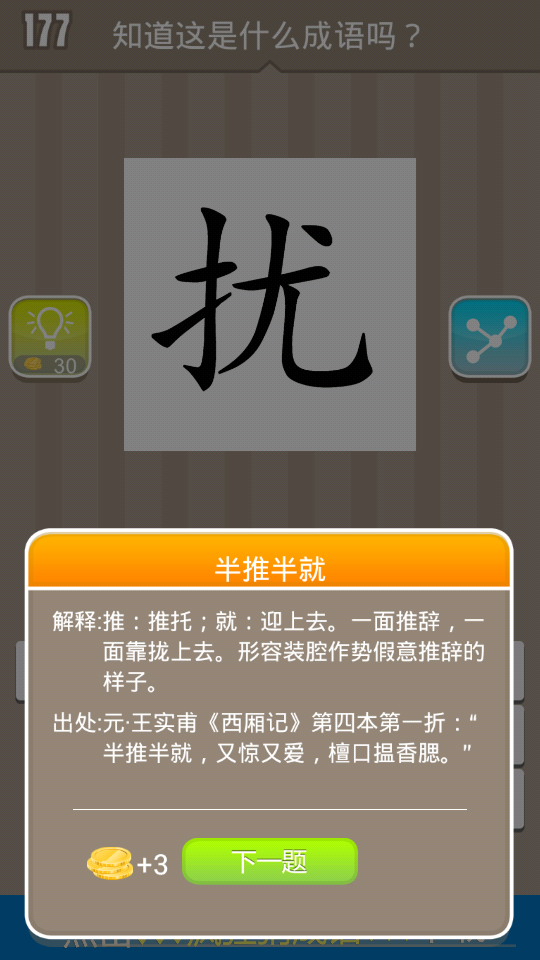 177
知道这是什么成语吗？
扰
30
半推半就
解释:推：推托；就：迎上去。一面推辞，一
面靠拢上去。形容装腔作势假意推辞的
样子。
出处:元·王实甫《西厢记》第四本第一折：“
半推半就，又惊又爱，檀口揾香腮。”
+3
下一题